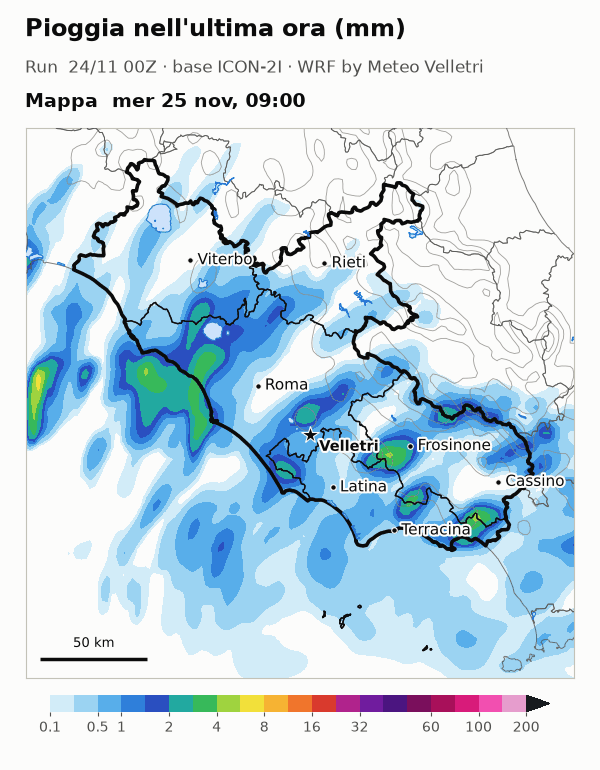 Pioggia nell'ultima ora (mm)
Run  24/11 00Z · base ICON-2I · WRF by Meteo Velletri
Mappa  mer 25 nov, 09:00
Viterbo
Rieti
Roma
Velletri
Frosinone
Cassino
Latina
Terracina
50 km
0.1 0.5 1 2 4 8 16 32 60 100 200